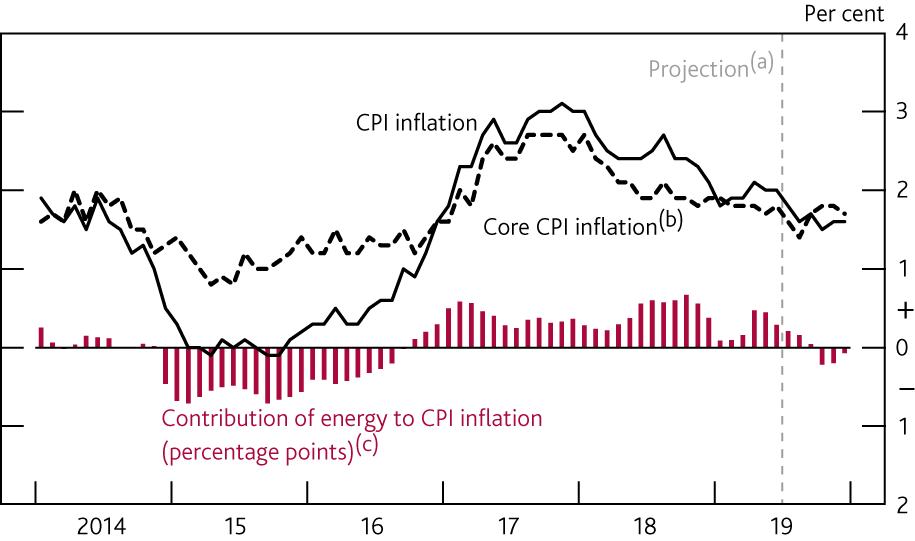 Per cent
4
Projection(a)
3
CPI inflation
2
Core CPI inflation(b)
1
+
0
–
Contribution of energy to CPI inflation
(percentage points)(c)
1
2
2014 15 16 17 18 19